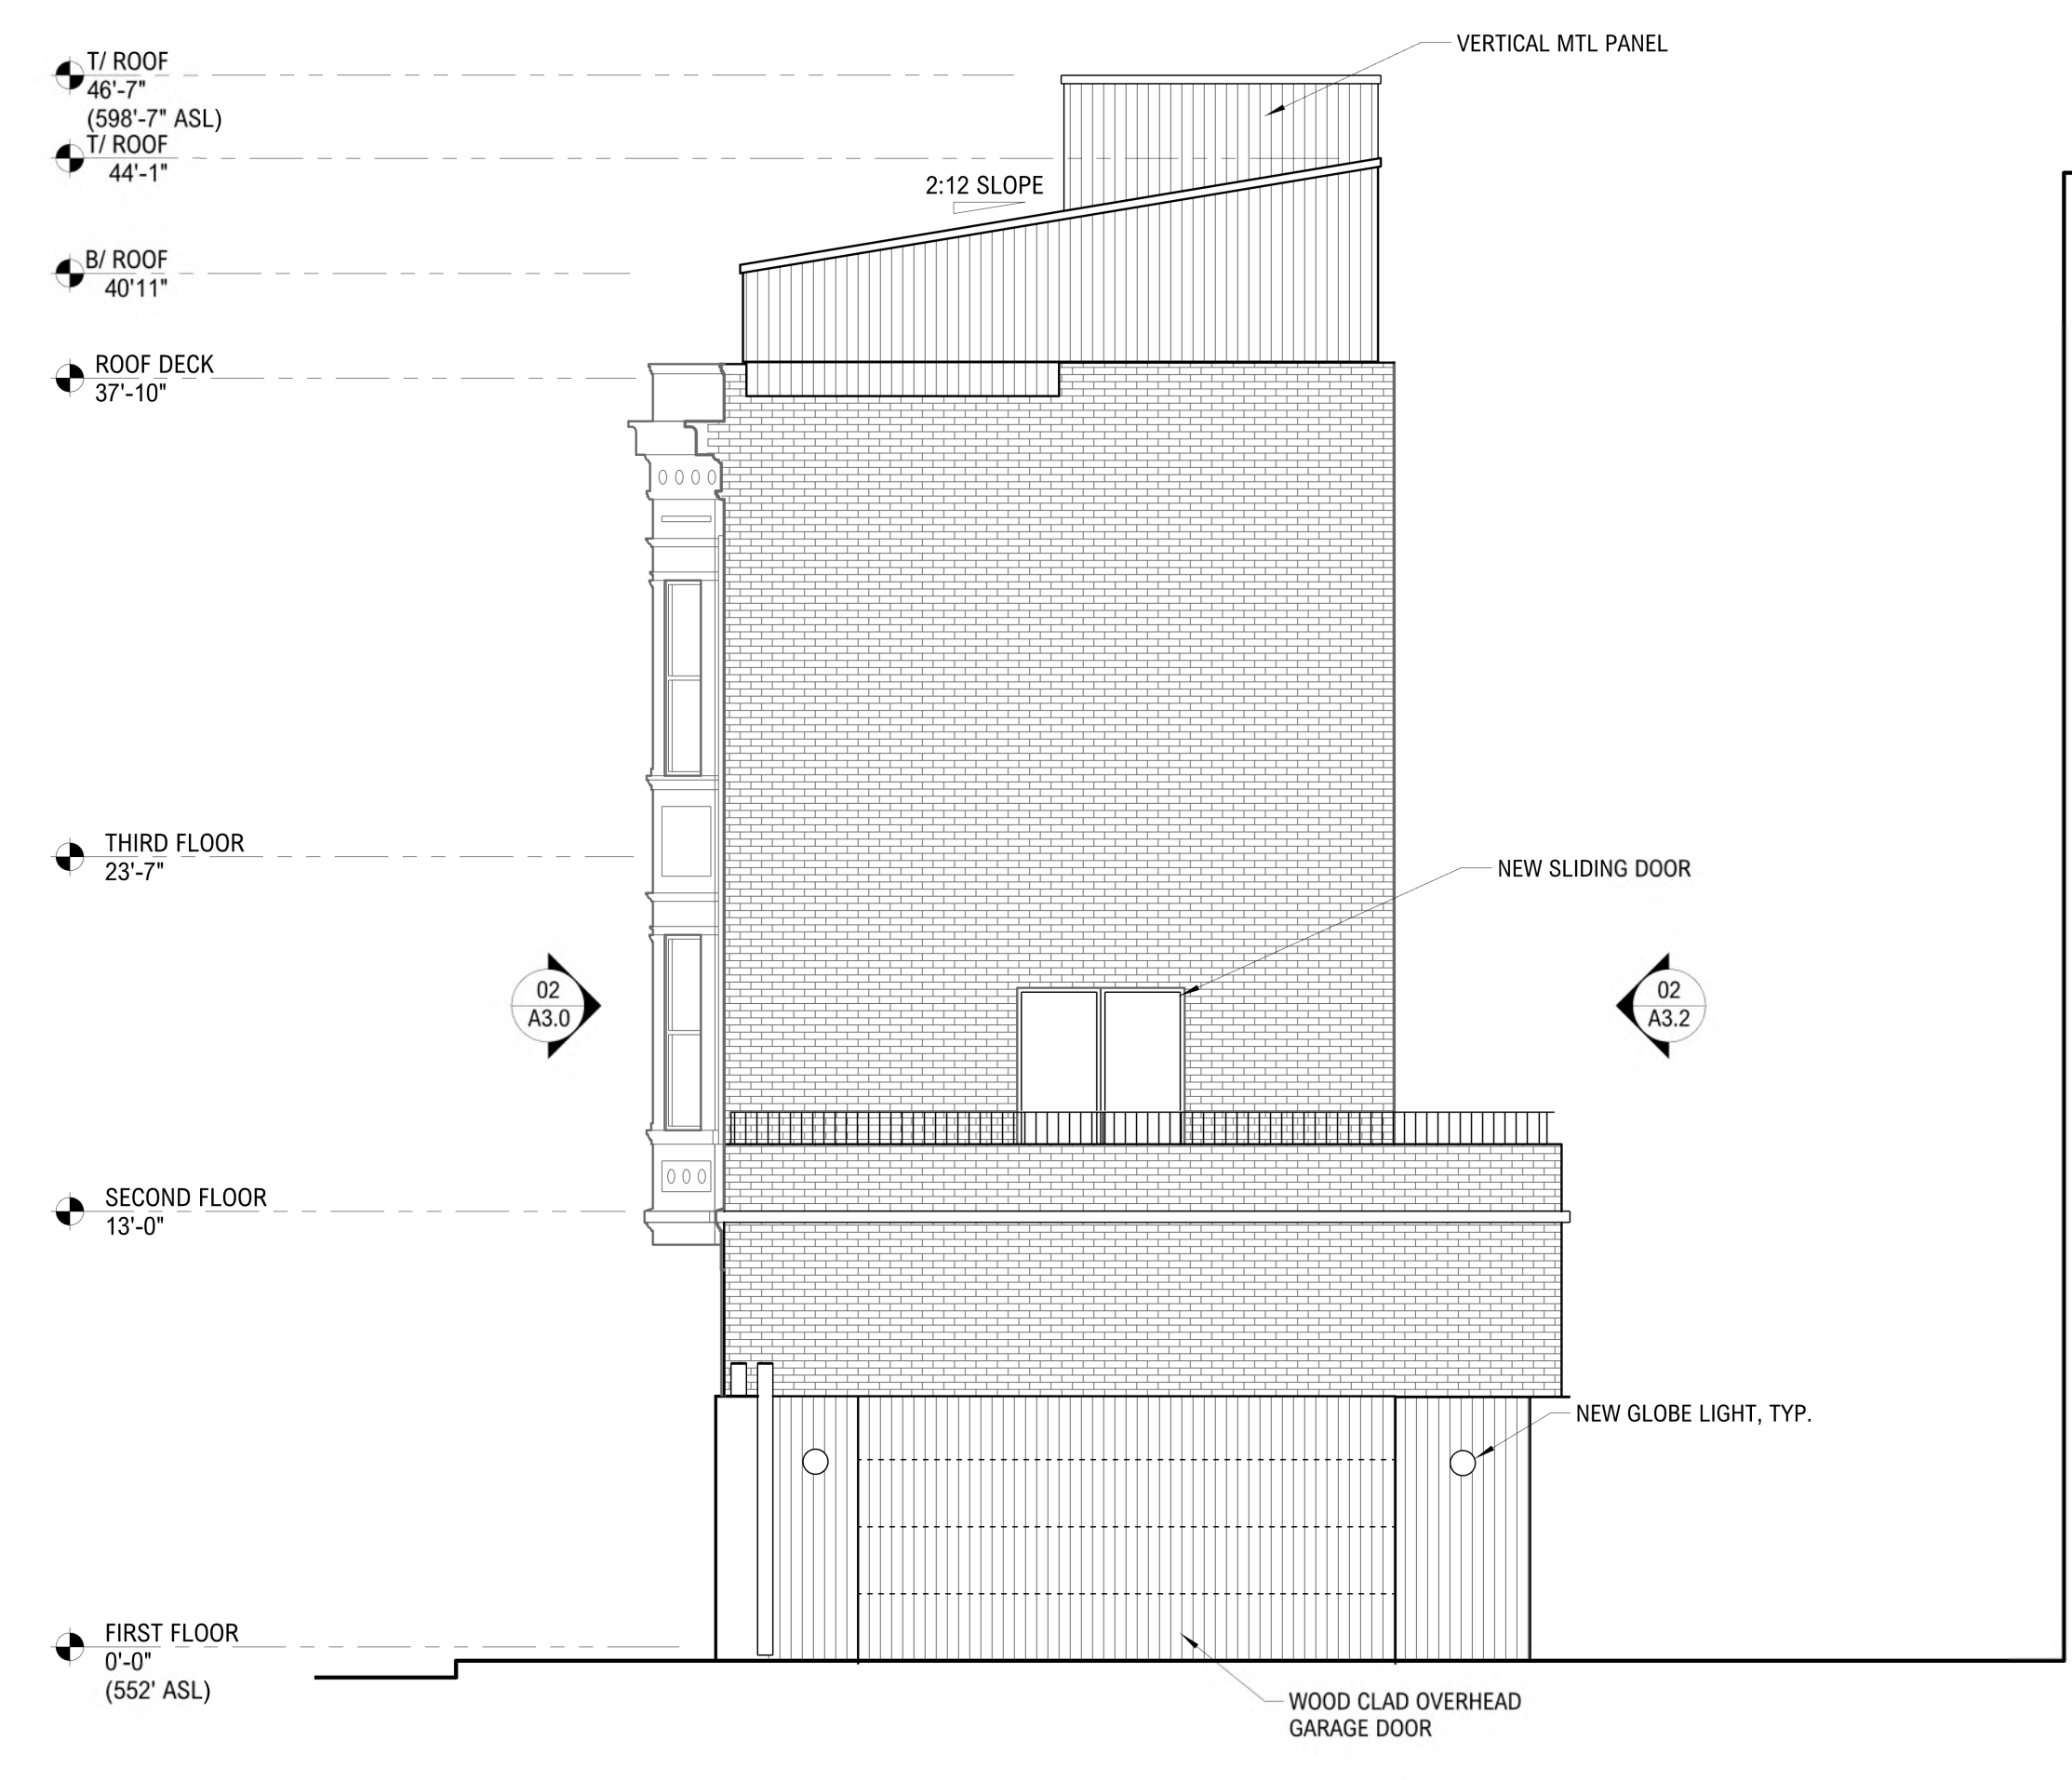 VERTICAL MTL PANEL
T/ ROOF
46'-7"
(598'-7" ASL)
T/ ROOF
44'-1"
2:12 SLOPE
B/ ROOF
40'11"
ROOF DECK
37'-10"
THIRD FLOOR
23'-7"
NEW SLIDING DOOR
02
A3.0
02
A3.2
SECOND FLOOR
13'-0"
NEW GLOBE LIGHT, TYP.
FIRST FLOOR
0'-0"
(552' ASL)
WOOD CLAD OVERHEAD
GARAGE DOOR